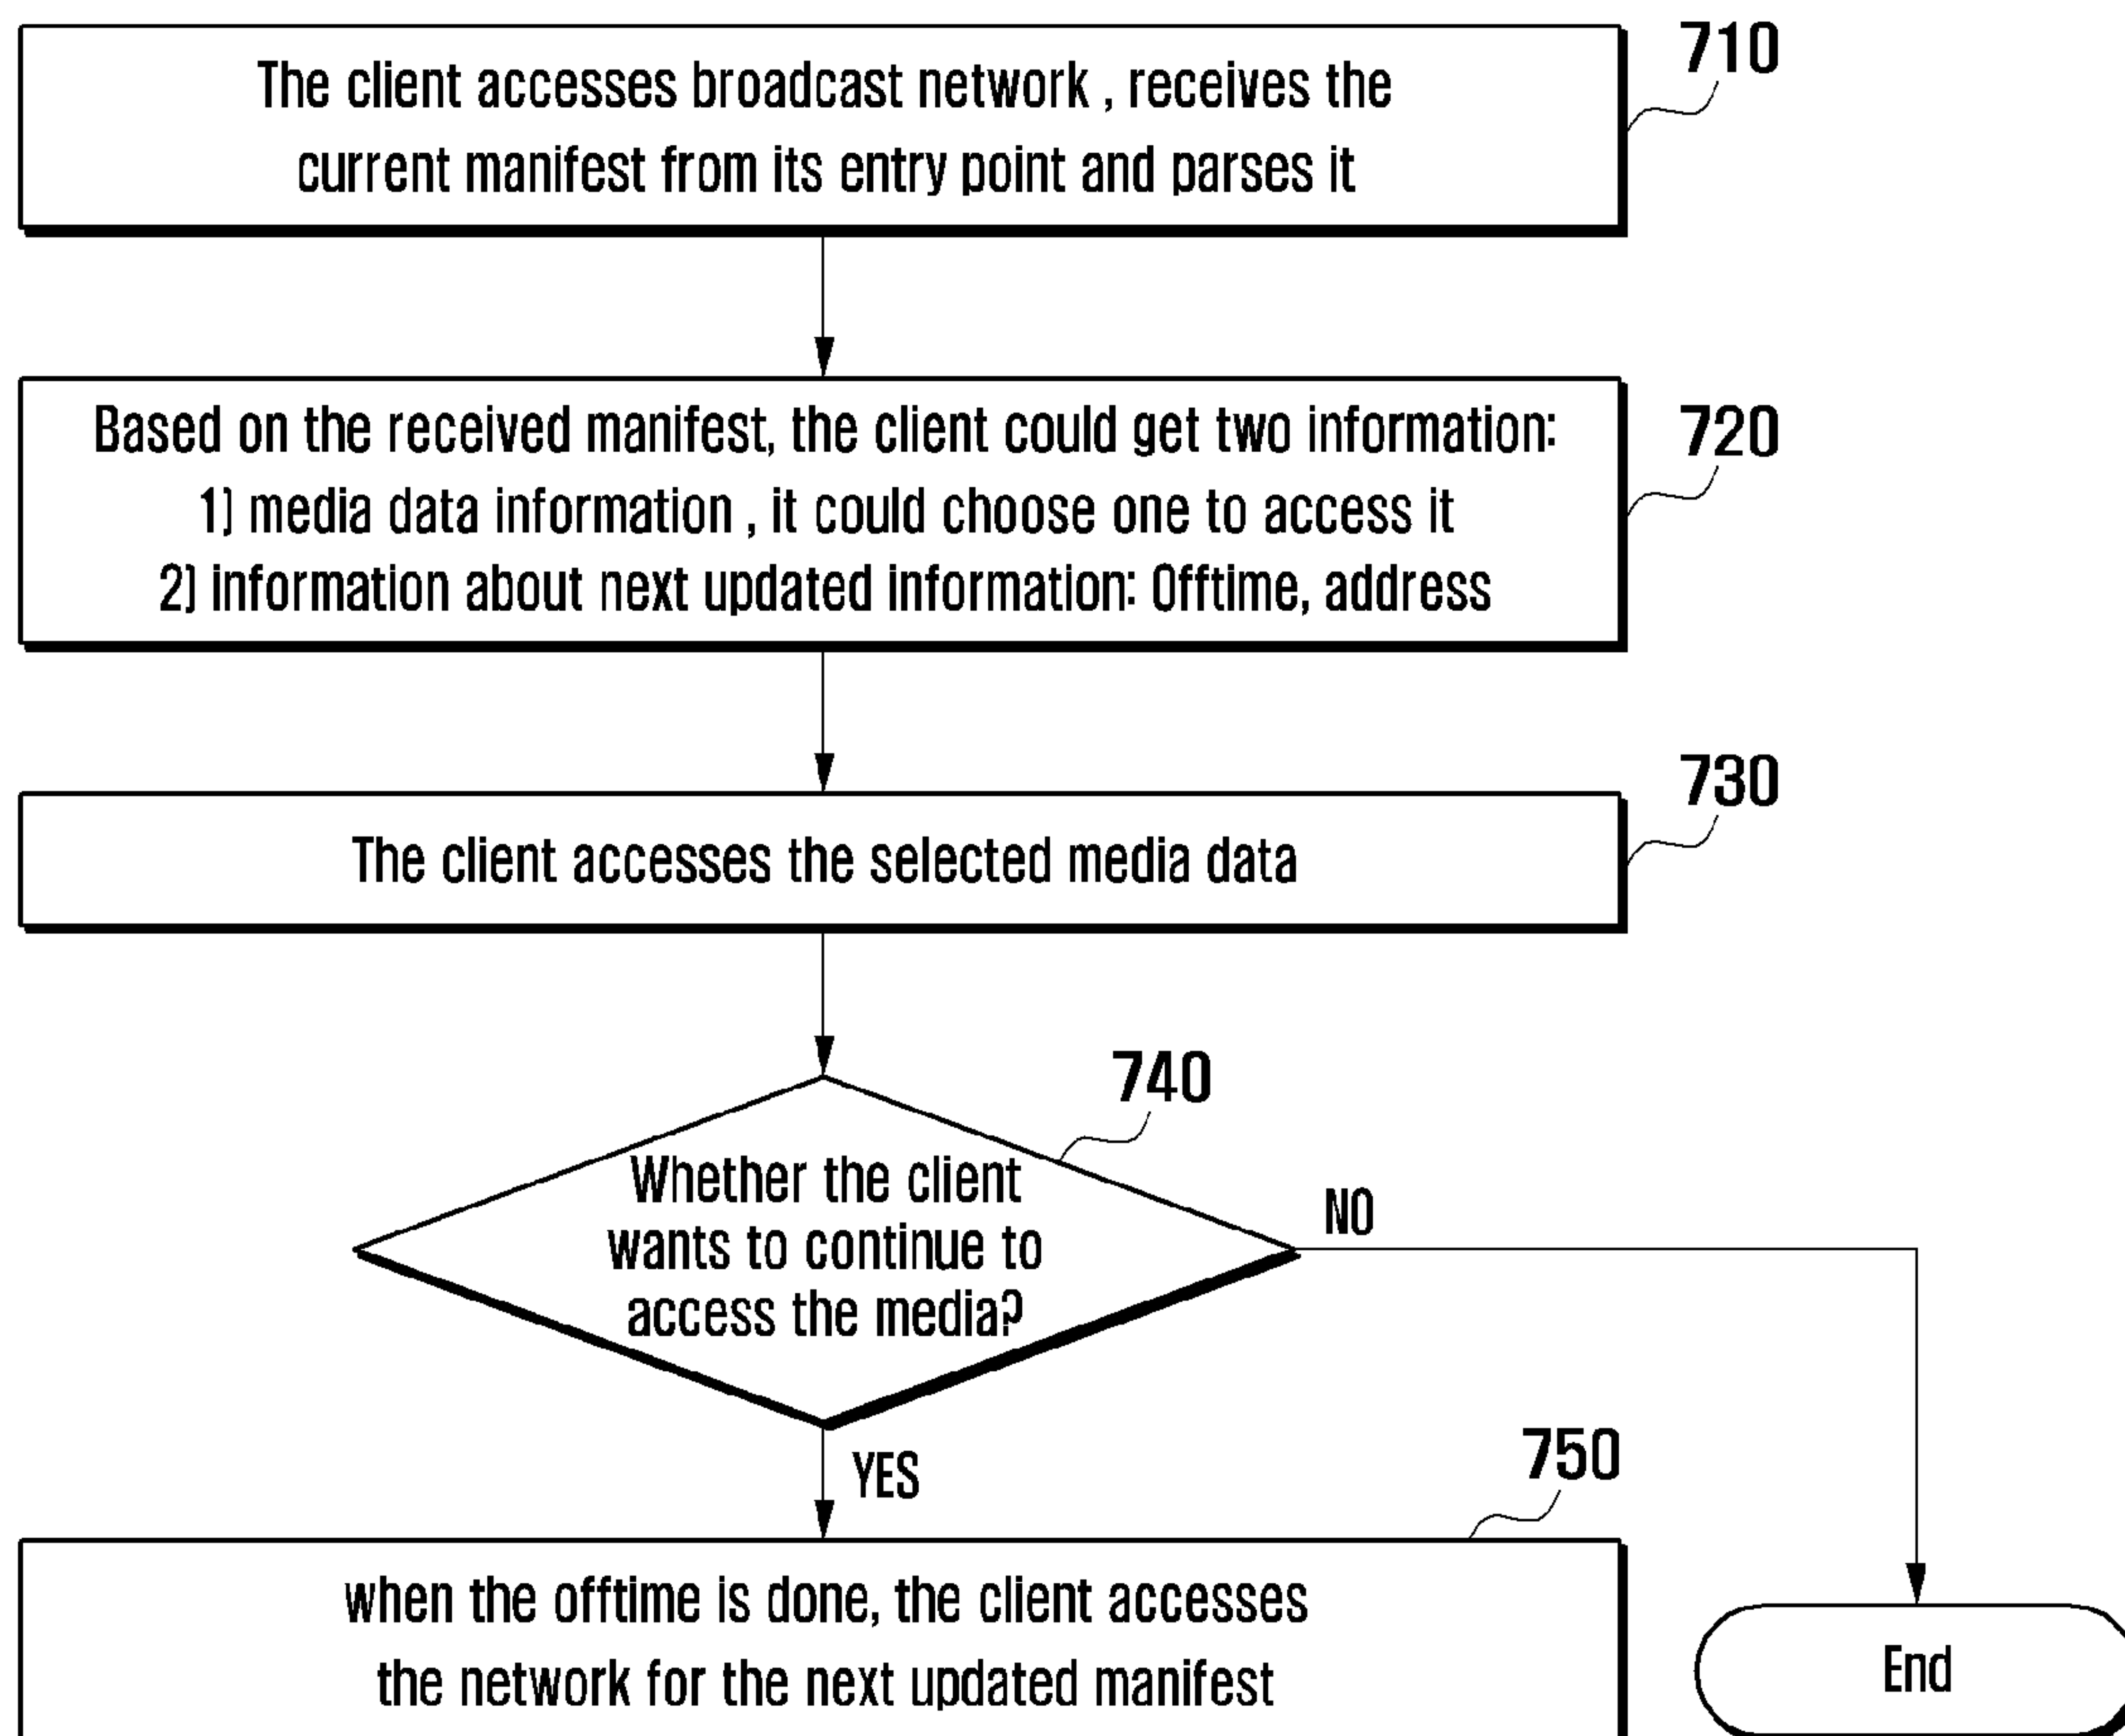 The client accesses broadcast network , receives the
current manifest from its entry point and parses it
710
Based on the received manifest, the client could get two information:
1) media data information , it could choose one to access it
2) information about next updated information: Offtime, address
720
The client accesses the selected media data
730
740
Whether the client
wants to continue to
access the media?
NO
YES
750
when the offtime is done, the client accesses
the network for the next updated manifest
End